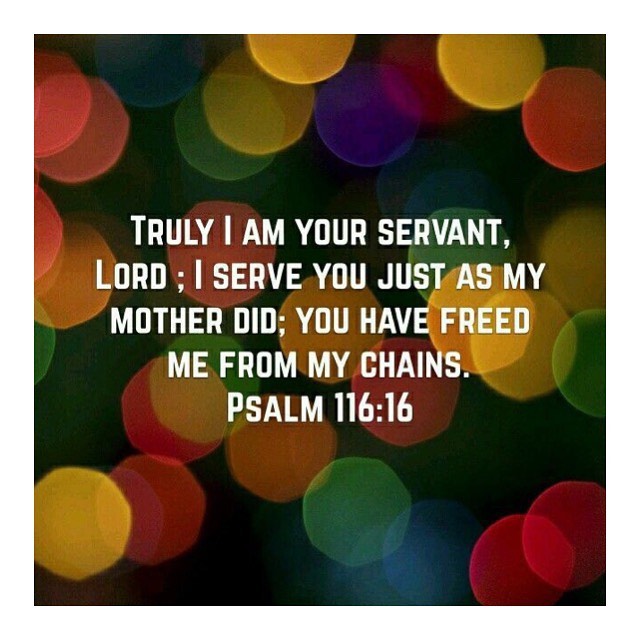 Truly I am your servant,
Lord ; I serve you just as my
mother did; you have freed
me from my chains.
Psalm 116:16